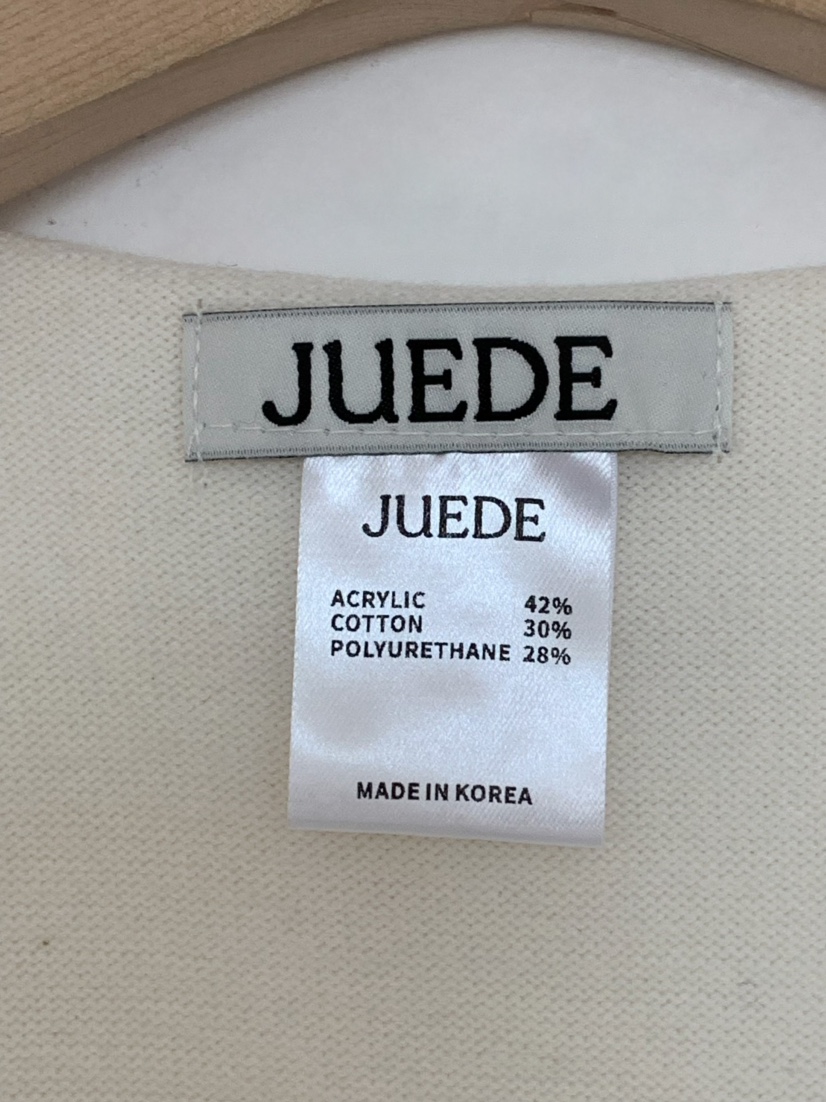 JUEDE
JUEDE
ACRYLIC 42%
COTTON 30%
POLYURETHANE 28%
MADE IN KOREA